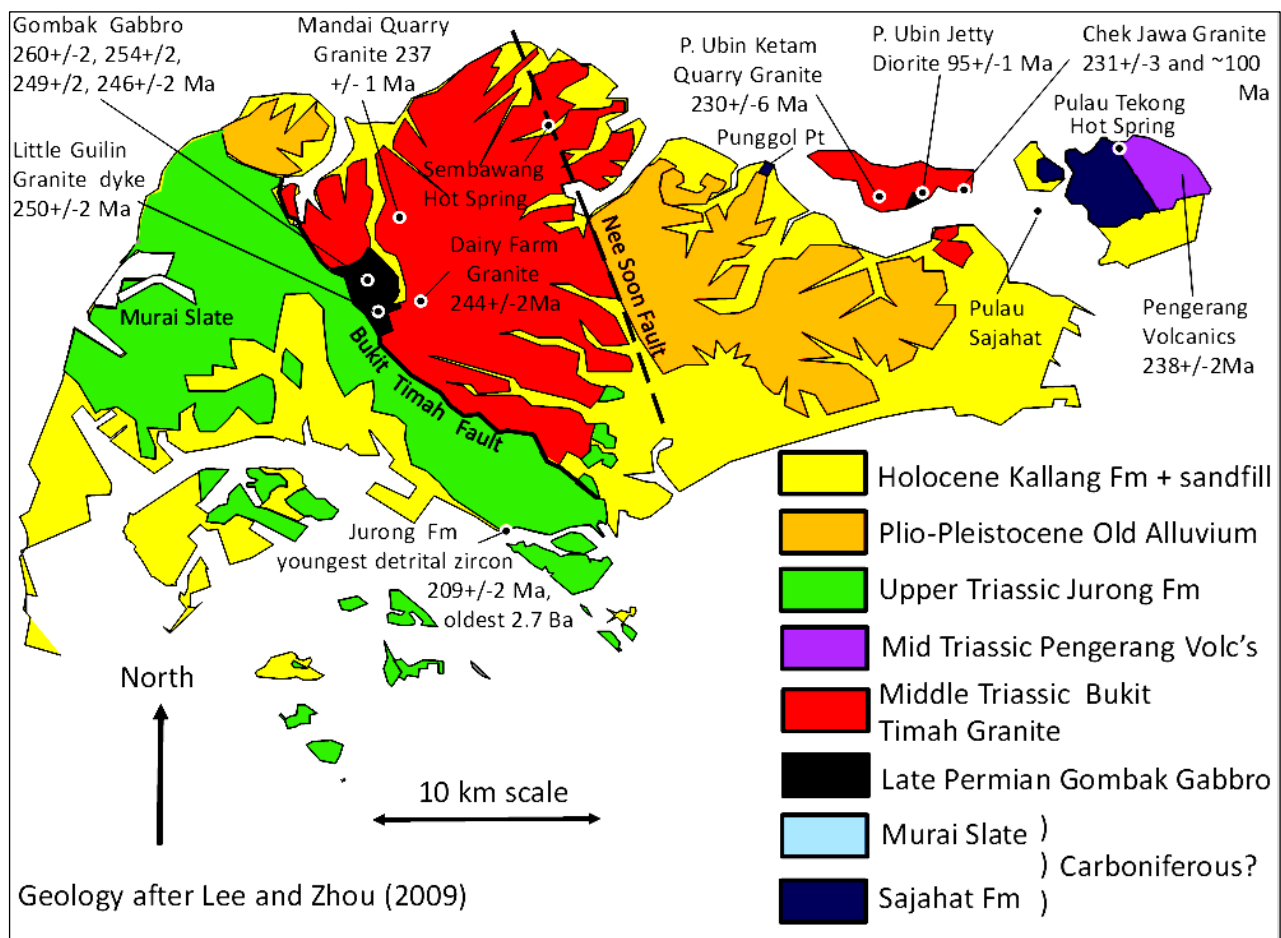 Gombak Gabbro
260+/-2, 254+/2,
249+/2, 246+/-2 Ma
Mandai Quarry
Granite 237
+/- 1 Ma
P. Ubin Ketam
Quarry Granite
230+/-6 Ma
P. Ubin Jetty
Diorite 95+/-1 Ma
Chek Jawa Granite
231+/-3 and ~100
Ma
Pulau Tekong
Hot Spring
Punggol Pt
Little Guilin
Granite dyke
250+/-2 Ma
Sembawang
Hot Spring
Dairy Farm
Granite
244+/-2Ma
Nee Soon Fault
Murai Slate
Bukit Timah Fault
Pulau
Sajahat
Pengerang
Volcanics
238+/-2Ma
Jurong Fm
youngest detrital zircon
209+/-2 Ma,
oldest 2.7 Ba
North
10 km scale
Geology after Lee and Zhou (2009)
Holocene Kallang Fm + sandfill
Plio-Pleistocene Old Alluvium
Upper Triassic Jurong Fm
Mid Triassic Pengerang Volc's
Middle Triassic Bukit
Timah Granite
Late Permian Gombak Gabbro
Murai Slate )
) Carboniferous?
Sajahat Fm )